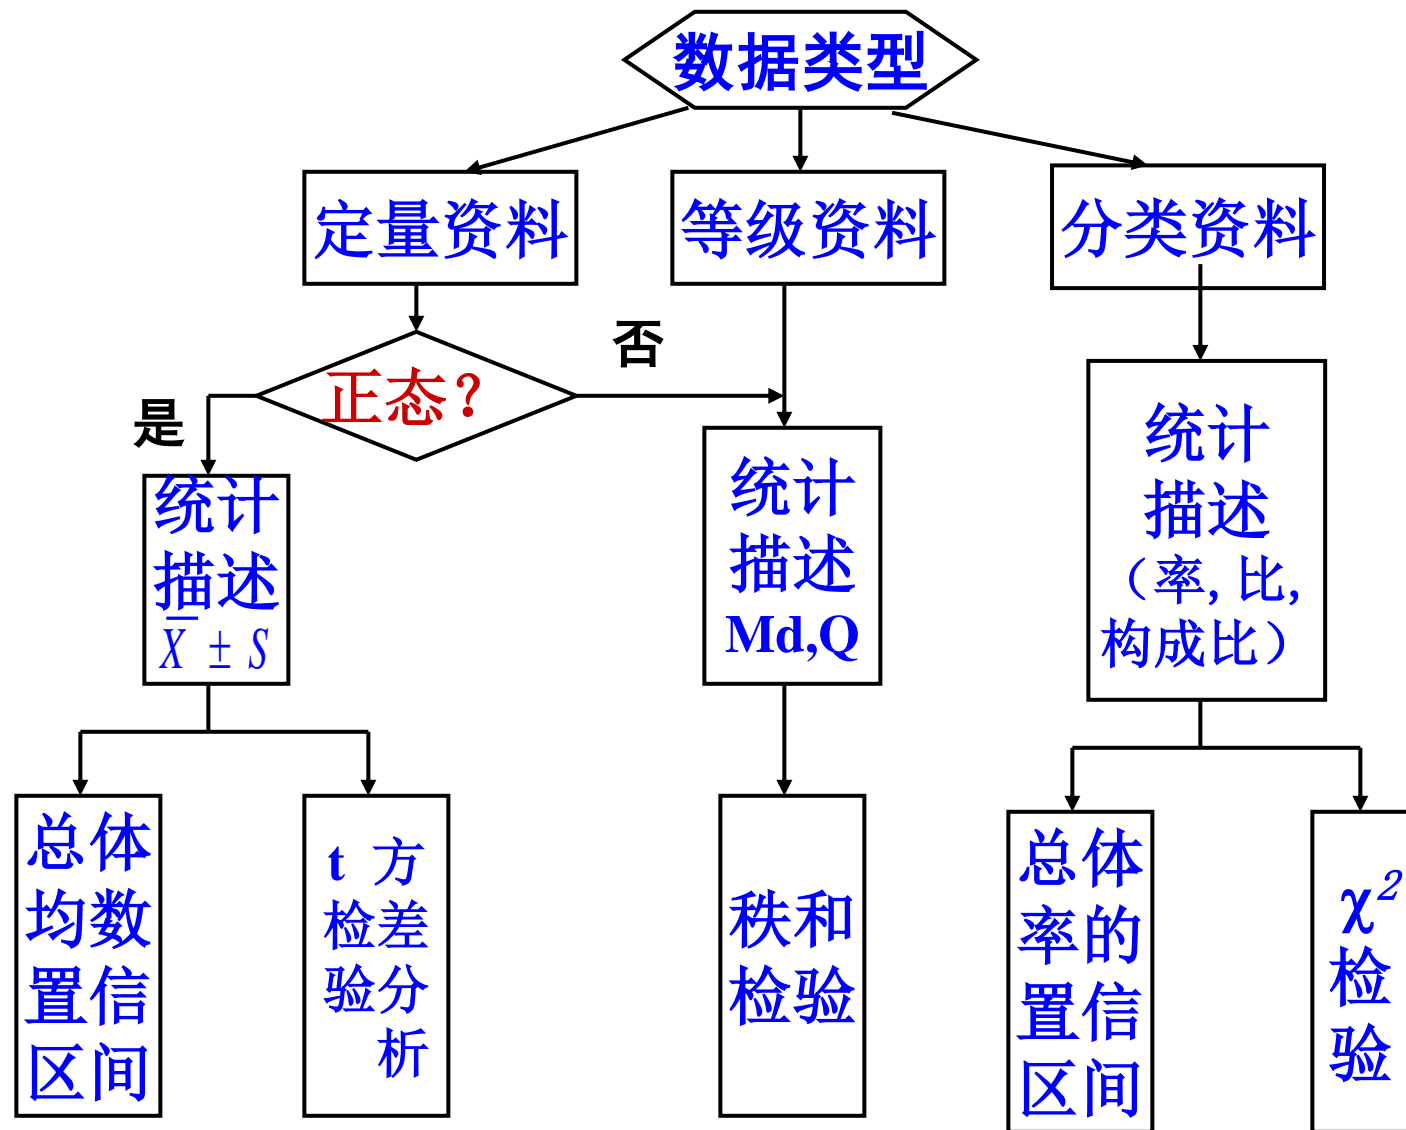 数据类型
定量资料
等级资料
分类资料
正态？
否
是
统计
描述
X̄ ± S
统计
描述
Md,Q
统计
描述
（率,比,
构成比）
总体
均数
置信
区间
t 方
检差
验分
析
秩和
检验
总体
率的
置信
区间
χ²
检
验